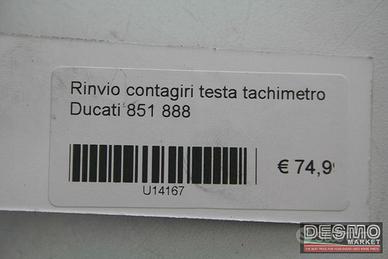 Rinvio contagiri testa tachimetro
Ducati 851 888
€ 74,9
U14167
DESMO
MARKET